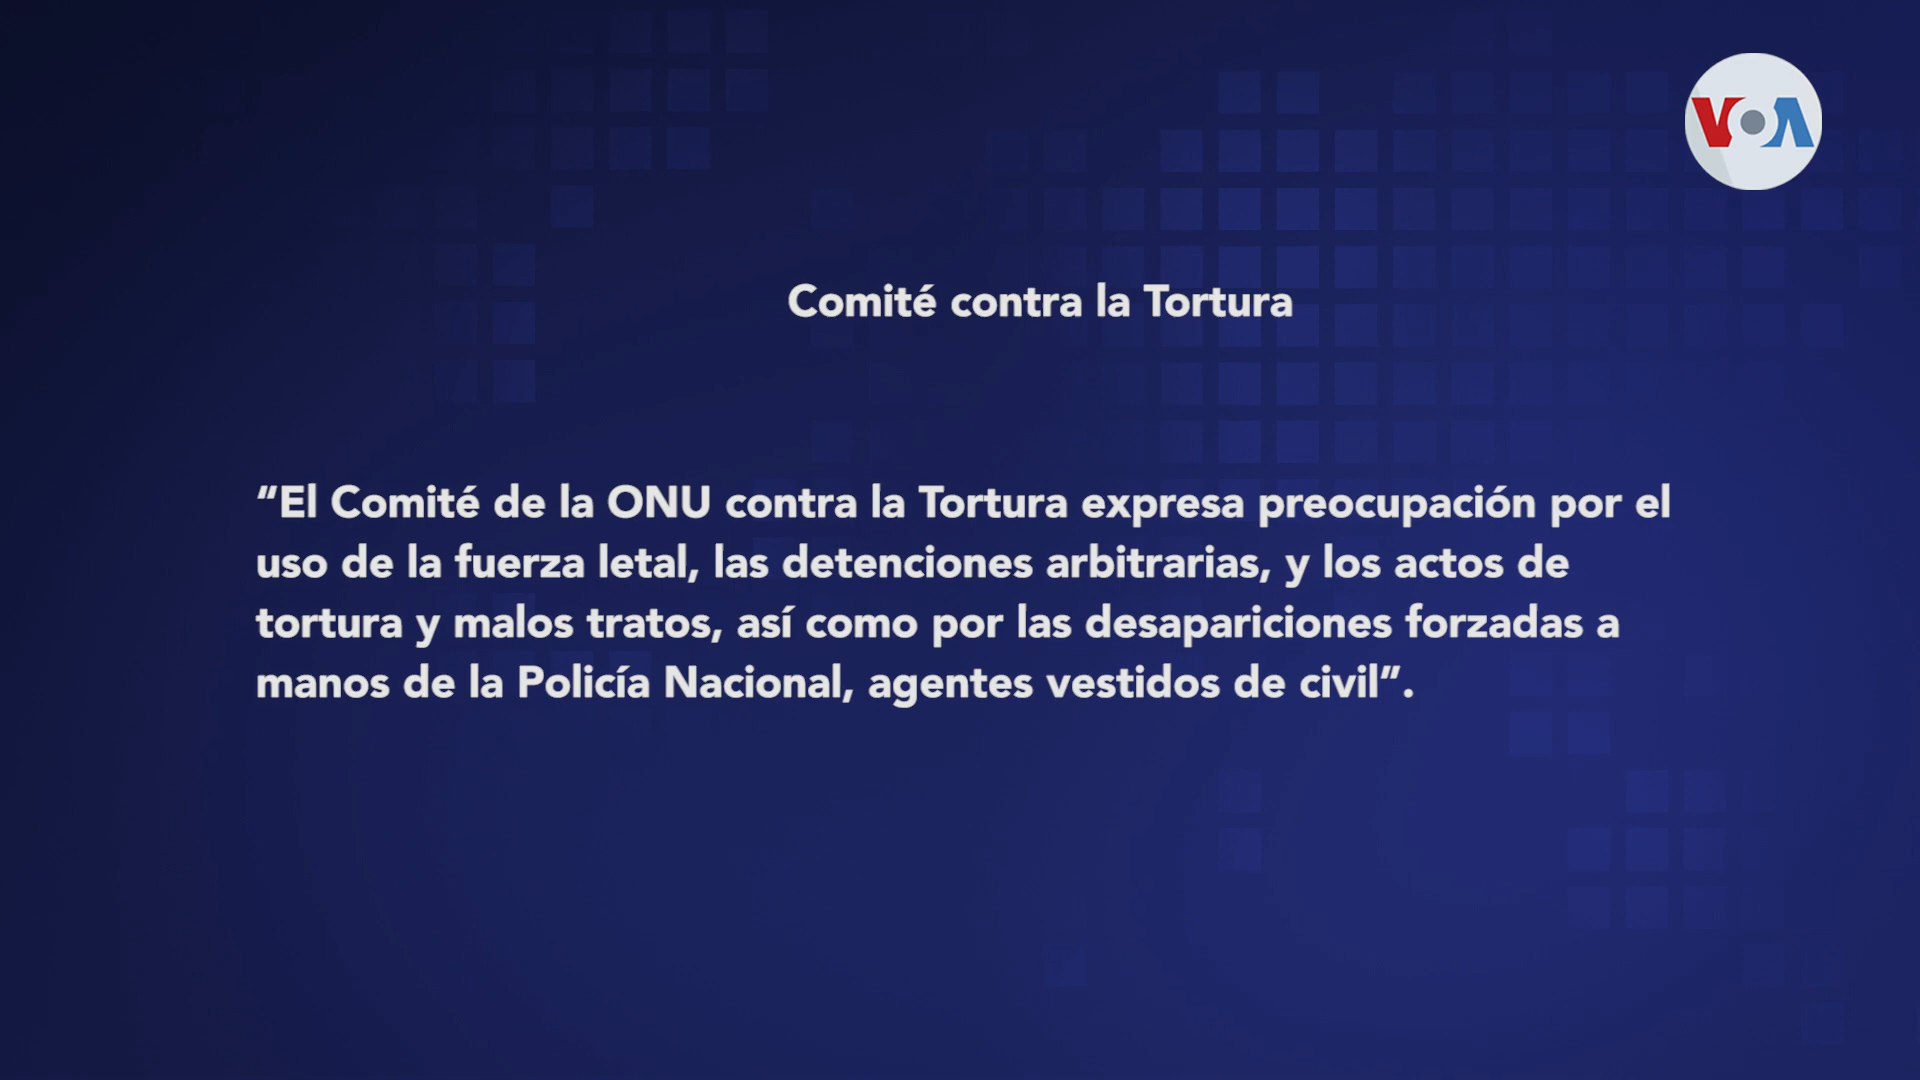 VOA
Comité contra la Tortura
“El Comité de la ONU contra la Tortura expresa preocupación por el
uso de la fuerza letal, las detenciones arbitrarias, y los actos de
tortura y malos tratos, así como por las desapariciones forzadas a
manos de la Policía Nacional, agentes vestidos de civil”.